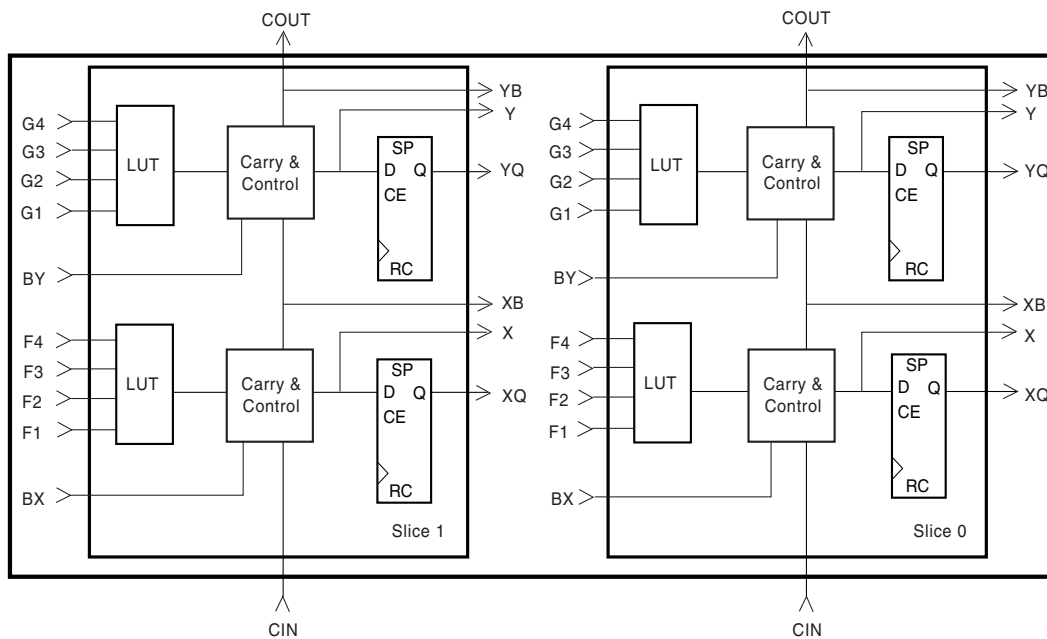 COUT
YB
Y
G4
G3
G2
G1
LUT
Carry &
Control
SP
D Q
CE
RC
YQ
BY
XB
X
F4
F3
F2
F1
LUT
Carry &
Control
SP
D Q
CE
RC
XQ
BX
Slice 1
CIN
COUT
YB
Y
G4
G3
G2
G1
LUT
Carry &
Control
SP
D Q
CE
RC
YQ
BY
XB
X
F4
F3
F2
F1
LUT
Carry &
Control
SP
D Q
CE
RC
XQ
BX
Slice 0
CIN